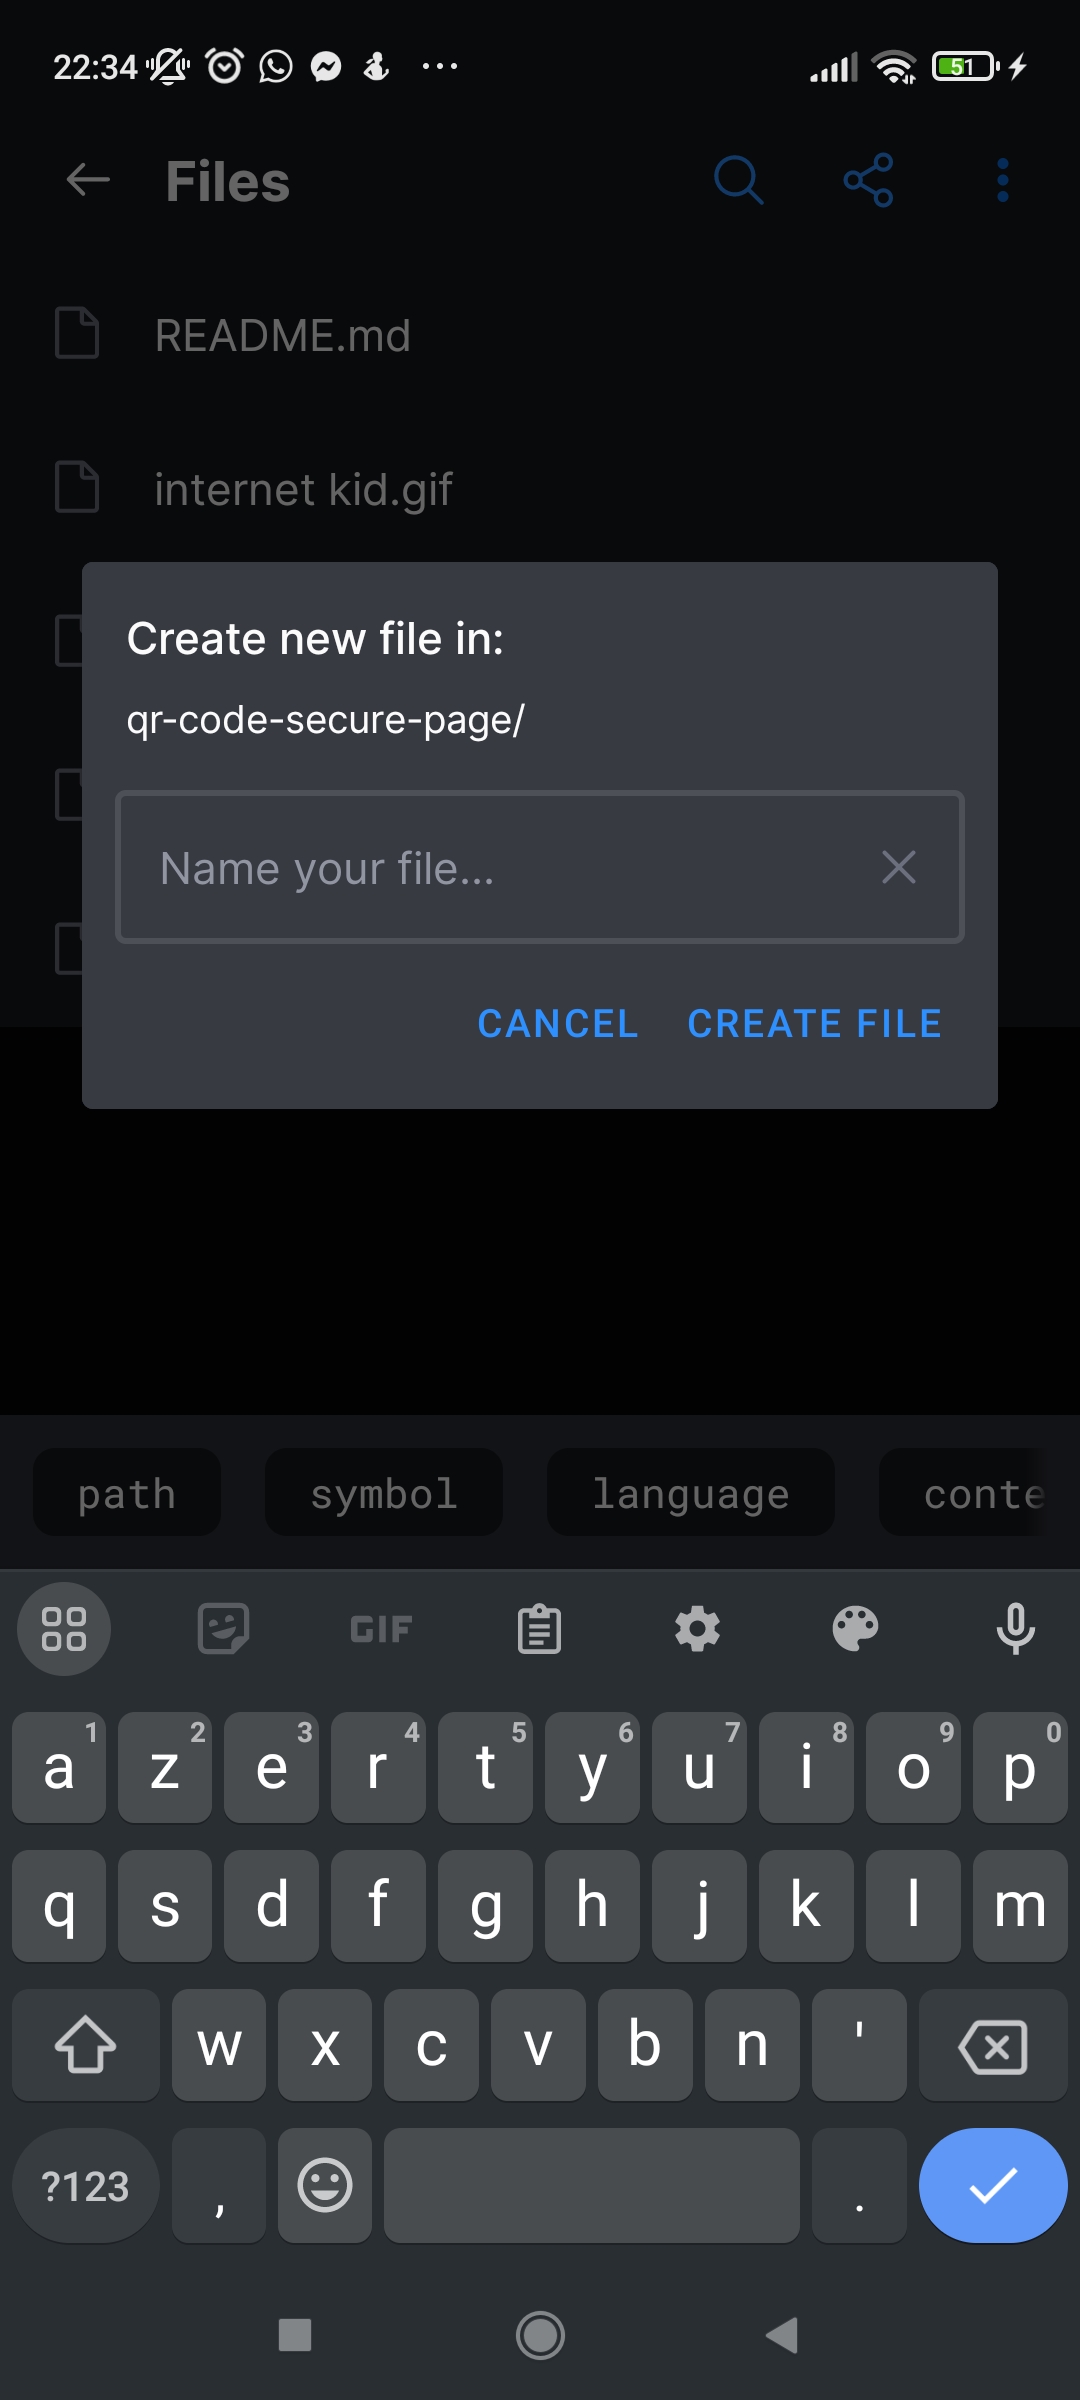 22:34
51
Files
README.md
internet kid.gif
Create new file in:
qr-code-secure-page/
Name your file...
CANCEL CREATE FILE
path symbol language conte
GIF
a 1 z 2 e 3 r 4 t 5 y 6 u 7 i 8 o 9 p 0
q s d f g h j k l m
w x c v b n '
?123 , .